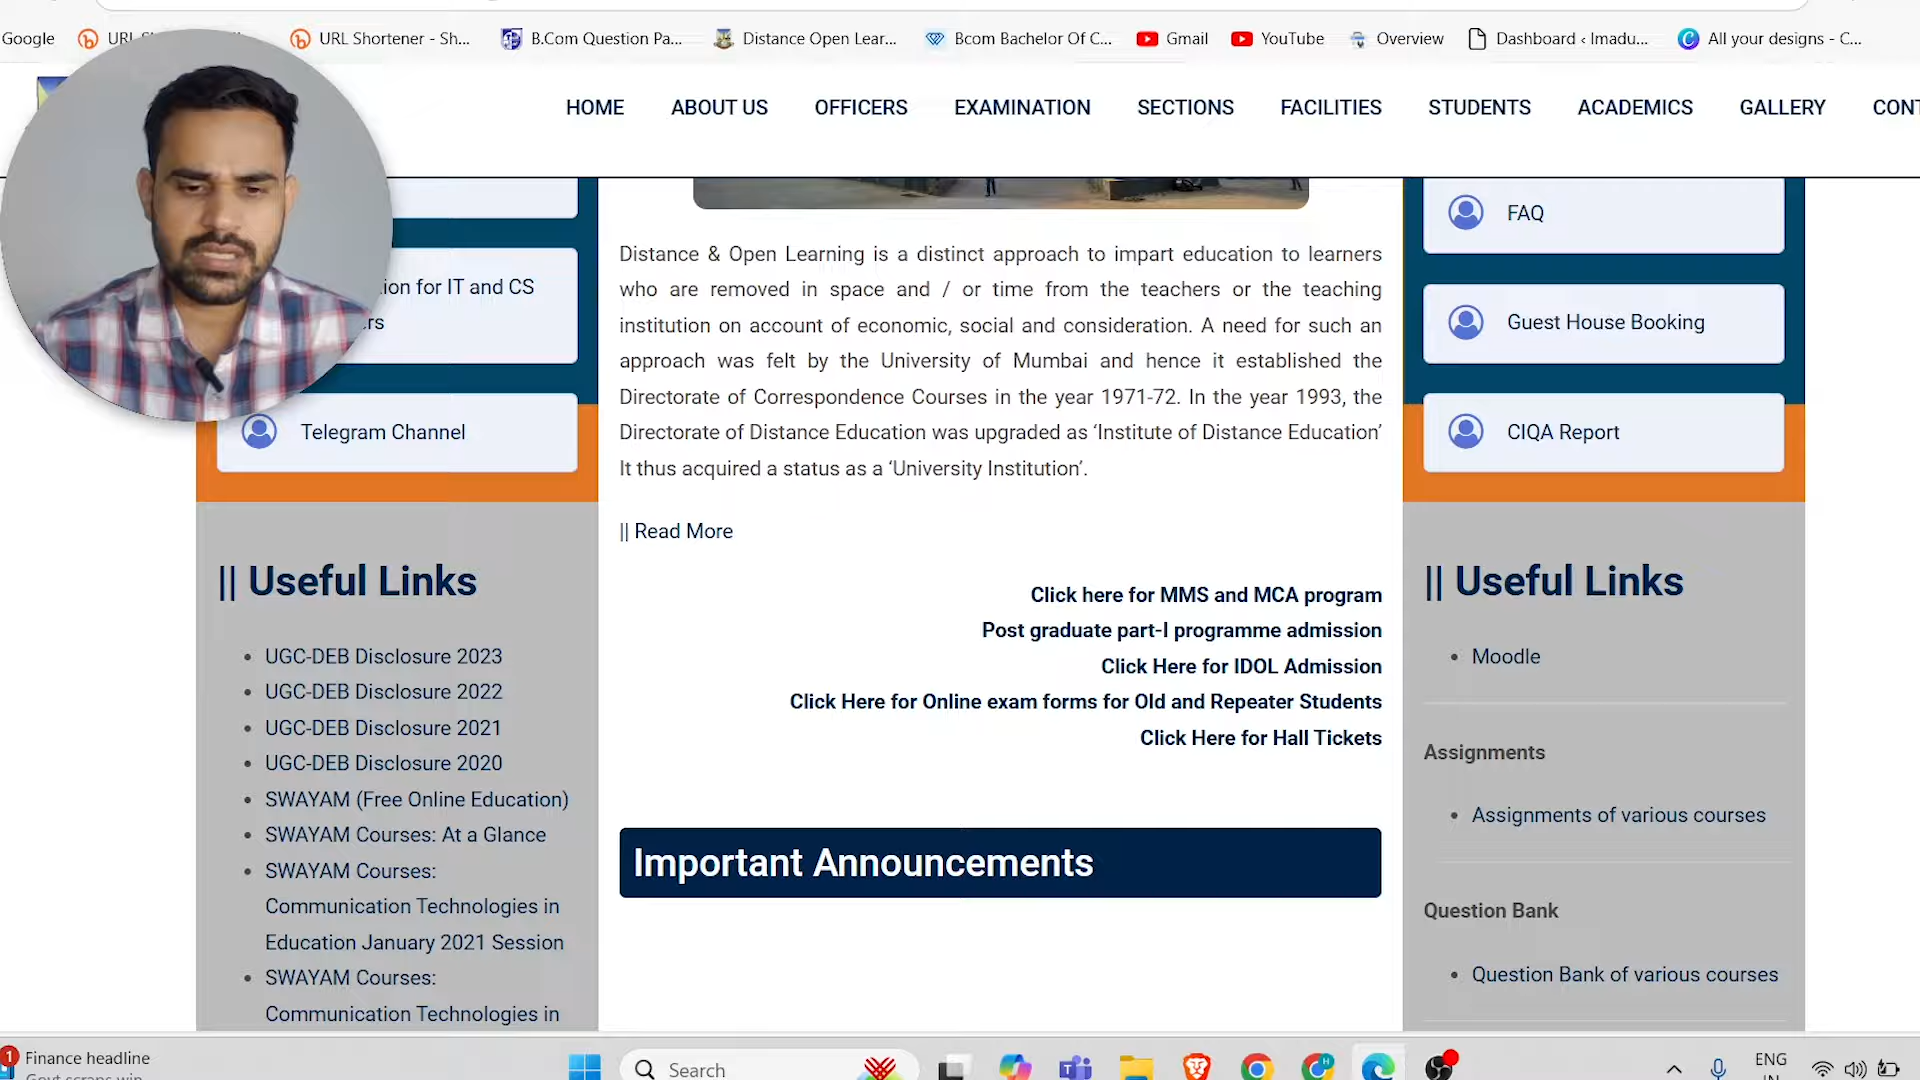 Google
URL Shortener - Sh...
B.Com Question Pa...
Distance Open Lear...
Bcom Bachelor Of C...
Gmail
YouTube
Overview
Dashboard ‹ Imadu...
All your designs - C...
HOME
ABOUT US
OFFICERS
EXAMINATION
SECTIONS
FACILITIES
STUDENTS
ACADEMICS
GALLERY
CONT
ion for IT and CS
rs
Telegram Channel
|| Useful Links
UGC-DEB Disclosure 2023
UGC-DEB Disclosure 2022
UGC-DEB Disclosure 2021
UGC-DEB Disclosure 2020
SWAYAM (Free Online Education)
SWAYAM Courses: At a Glance
SWAYAM Courses:
Communication Technologies in
Education January 2021 Session
SWAYAM Courses:
Communication Technologies in
Distance & Open Learning is a distinct approach to impart education to learners
who are removed in space and / or time from the teachers or the teaching
institution on account of economic, social and consideration. A need for such an
approach was felt by the University of Mumbai and hence it established the
Directorate of Correspondence Courses in the year 1971-72. In the year 1993, the
Directorate of Distance Education was upgraded as ‘Institute of Distance Education’
It thus acquired a status as a ‘University Institution’.
|| Read More
Click here for MMS and MCA program
Post graduate part-I programme admission
Click Here for IDOL Admission
Click Here for Online exam forms for Old and Repeater Students
Click Here for Hall Tickets
Important Announcements
FAQ
Guest House Booking
CIQA Report
|| Useful Links
Moodle
Assignments
Assignments of various courses
Question Bank
Question Bank of various courses
1
Finance headline
Search
ENG